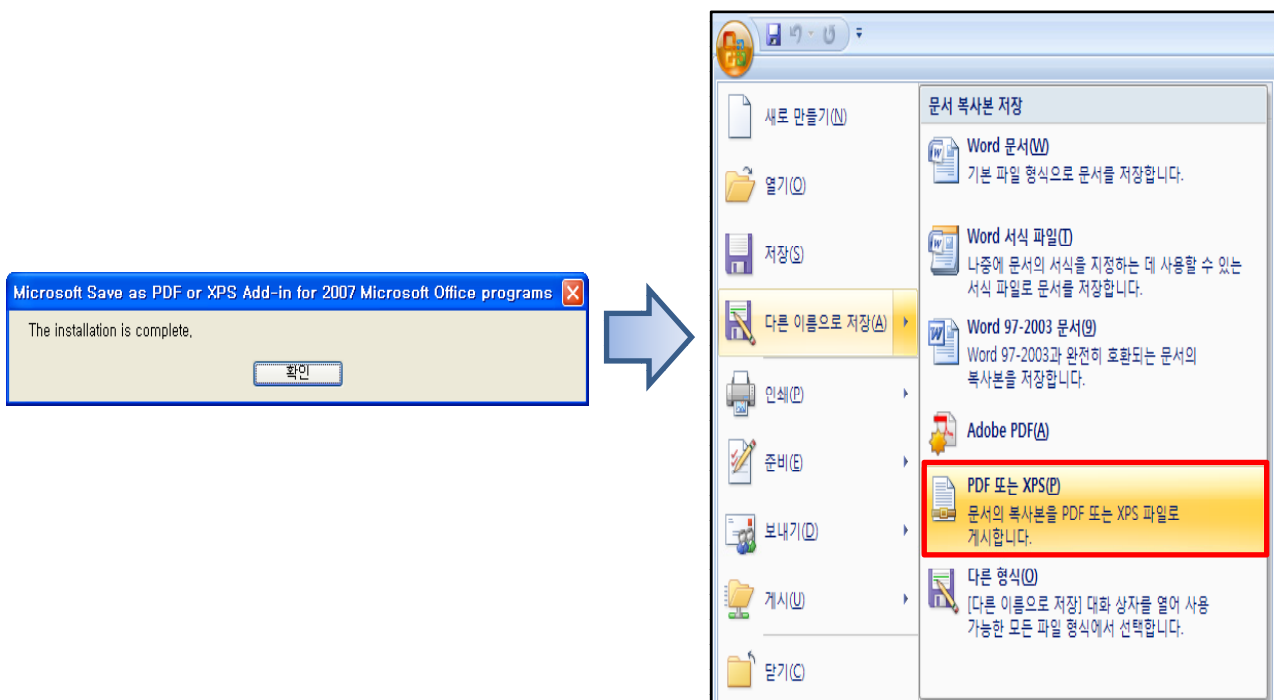 Microsoft Save as PDF or XPS Add-in for 2007 Microsoft Office programs
The installation is complete,
확인
새로 만들기(N)
열기(O)
저장(S)
다른 이름으로 저장(A)
인쇄(P)
준비(E)
보내기(D)
게시(U)
닫기(C)
문서 복사본 저장
Word 문서(W)
기본 파일 형식으로 문서를 저장합니다.
Word 서식 파일(T)
나중에 문서의 서식을 지정하는 데 사용할 수 있는
서식 파일로 문서를 저장합니다.
Word 97-2003 문서(9)
Word 97-2003과 완전히 호환되는 문서의
복사본을 저장합니다.
Adobe PDF(A)
PDF 또는 XPS(P)
문서의 복사본을 PDF 또는 XPS 파일로
게시합니다.
다른 형식(O)
[다른 이름으로 저장] 대화 상자를 열어 사용
가능한 모든 파일 형식에서 선택합니다.